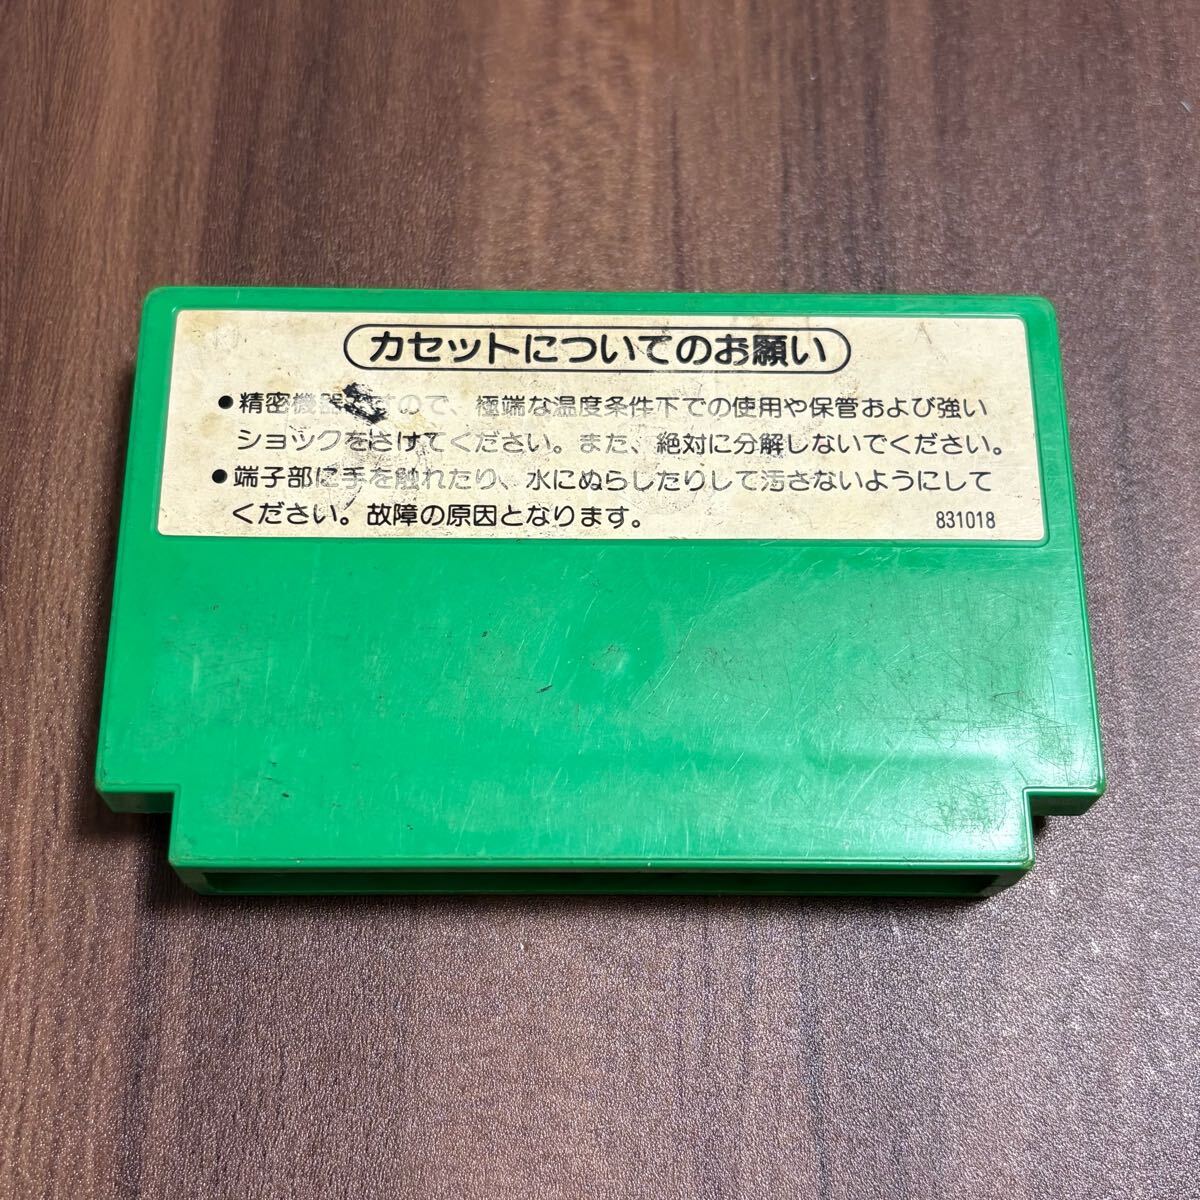 カセットについてのお願い
●精密機器ですので、極端な温度条件下での使用や保管および強い
ショックをさけてください。また、絶対に分解しないでください。
●端子部に手を触れたり、水にぬらしたりして汚さないようにして
ください。故障の原因となります。
831018